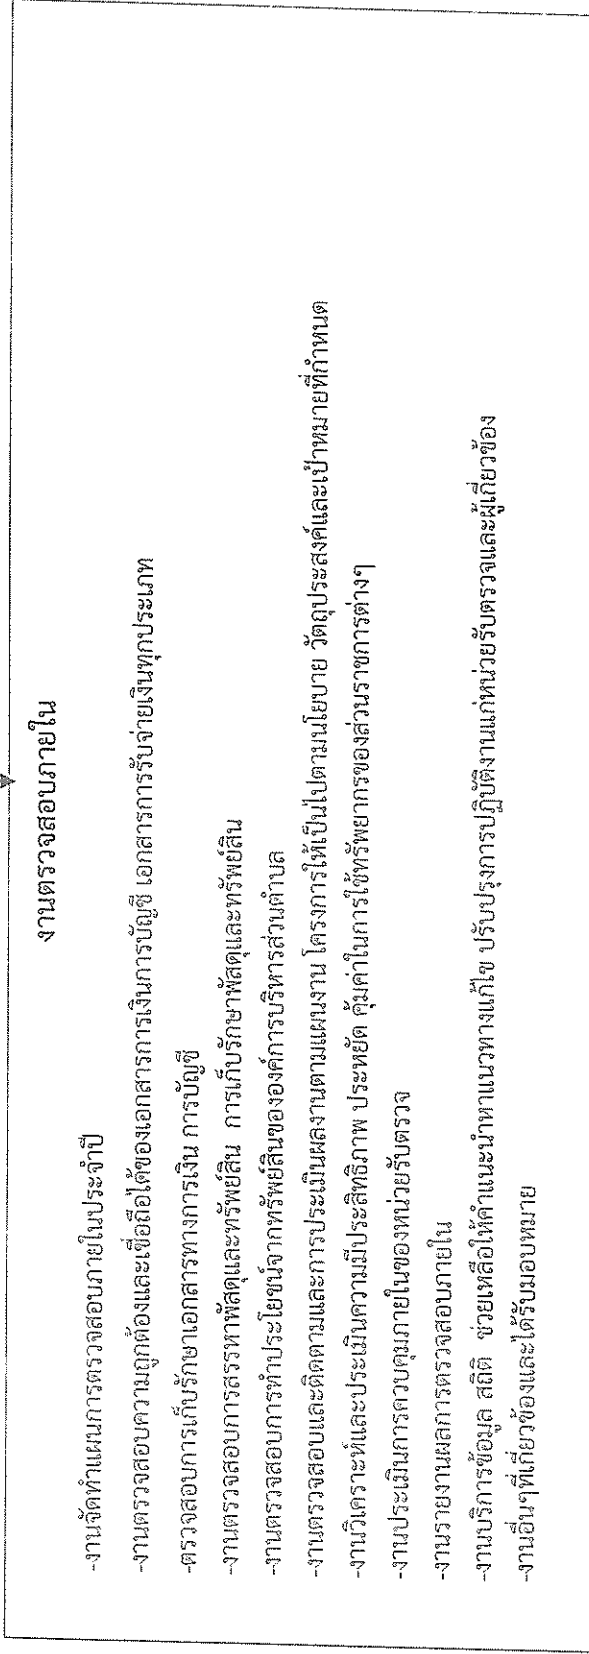 งานตรวจสอบภายใน
-งานจัดทำแผนการตรวจสอบภายในประจำปี
-งานตรวจสอบความถูกต้องและเชื่อถือได้ของเอกสารการเงินการบัญชี เอกสารการรับจ่ายเงินทุกประเภท
-ตรวจสอบการเก็บรักษาเอกสารทางการเงิน การบัญชี
-งานตรวจสอบการสรรหาพัสดุและทรัพย์สิน การเก็บรักษาพัสดุและทรัพย์สิน
-งานตรวจสอบการทำประโยชน์จากทรัพย์สินขององค์การบริหารส่วนตำบล
-งานตรวจสอบและติดตามและการประเมินผลงานตามแผนงาน โครงการให้เป็นไปตามนโยบาย วัตถุประสงค์และเป้าหมายที่กำหนด
-งานวิเคราะห์และประเมินความมีประสิทธิภาพ ประหยัด คุ้มค่าในการใช้ทรัพยากรของส่วนราชการต่างๆ
-งานประเมินการควบคุมภายในของหน่วยรับตรวจ
-งานรายงานผลการตรวจสอบภายใน
-งานบริการข้อมูล สถิติ ช่วยเหลือให้คำแนะนำหาแนวทางแก้ไข ปรับปรุงการปฏิบัติงานแก่หน่วยรับตรวจและผู้เกี่ยวข้อง
-งานอื่นๆที่เกี่ยวข้องและได้รับมอบหมาย